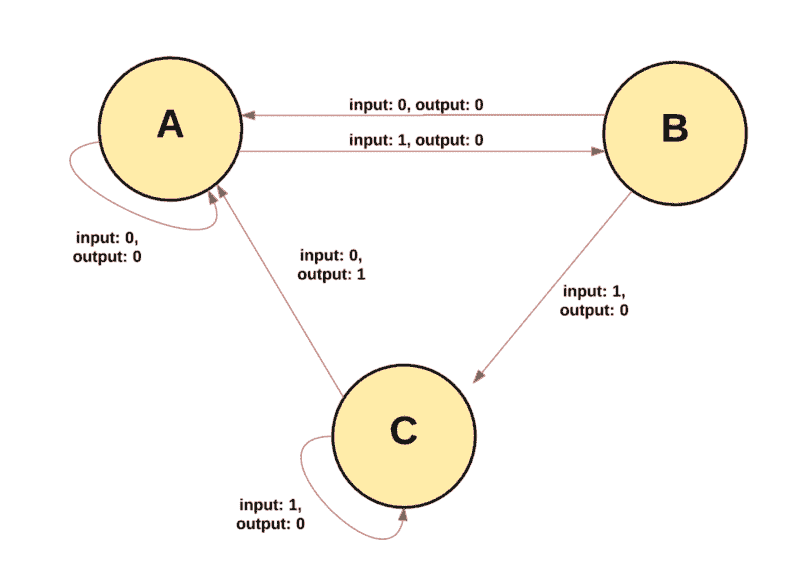 A
B
input: 0, output: 0
input: 1, output: 0
input: 0,
output: 0
input: 0,
output: 1
input: 1,
output: 0
C
input: 1,
output: 0